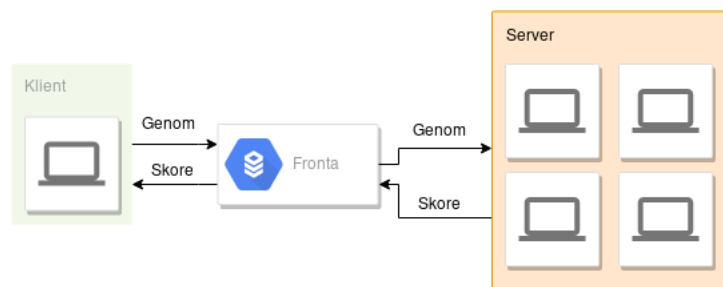 Server
Klient
Genom
Genom
Fronta
Skore
Skore